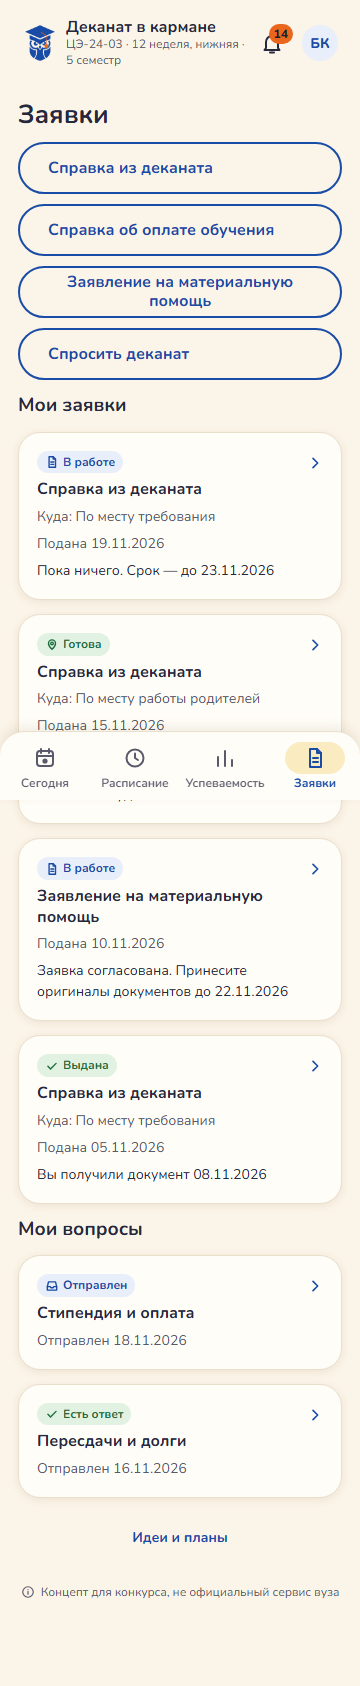 Деканат в кармане
ЦЭ-24-03 · 12 неделя, нижняя ·
5 семестр
14
БК
Заявки
Справка из деканата
Справка об оплате обучения
Заявление на материальную
помощь
Спросить деканат
Мои заявки
В работе
Справка из деканата
Куда: По месту требования
Подана 19.11.2026
Пока ничего. Срок — до 23.11.2026
Готова
Справка из деканата
Куда: По месту работы родителей
Подана 15.11.2026
Сегодня
Расписание
Успеваемость
Заявки
В работе
Заявление на материальную
помощь
Подана 10.11.2026
Заявка согласована. Принесите
оригиналы документов до 22.11.2026
Выдана
Справка из деканата
Куда: По месту требования
Подана 05.11.2026
Вы получили документ 08.11.2026
Мои вопросы
Отправлен
Стипендия и оплата
Отправлен 18.11.2026
Есть ответ
Пересдачи и долги
Отправлен 16.11.2026
Идеи и планы
Концепт для конкурса, не официальный сервис вуза